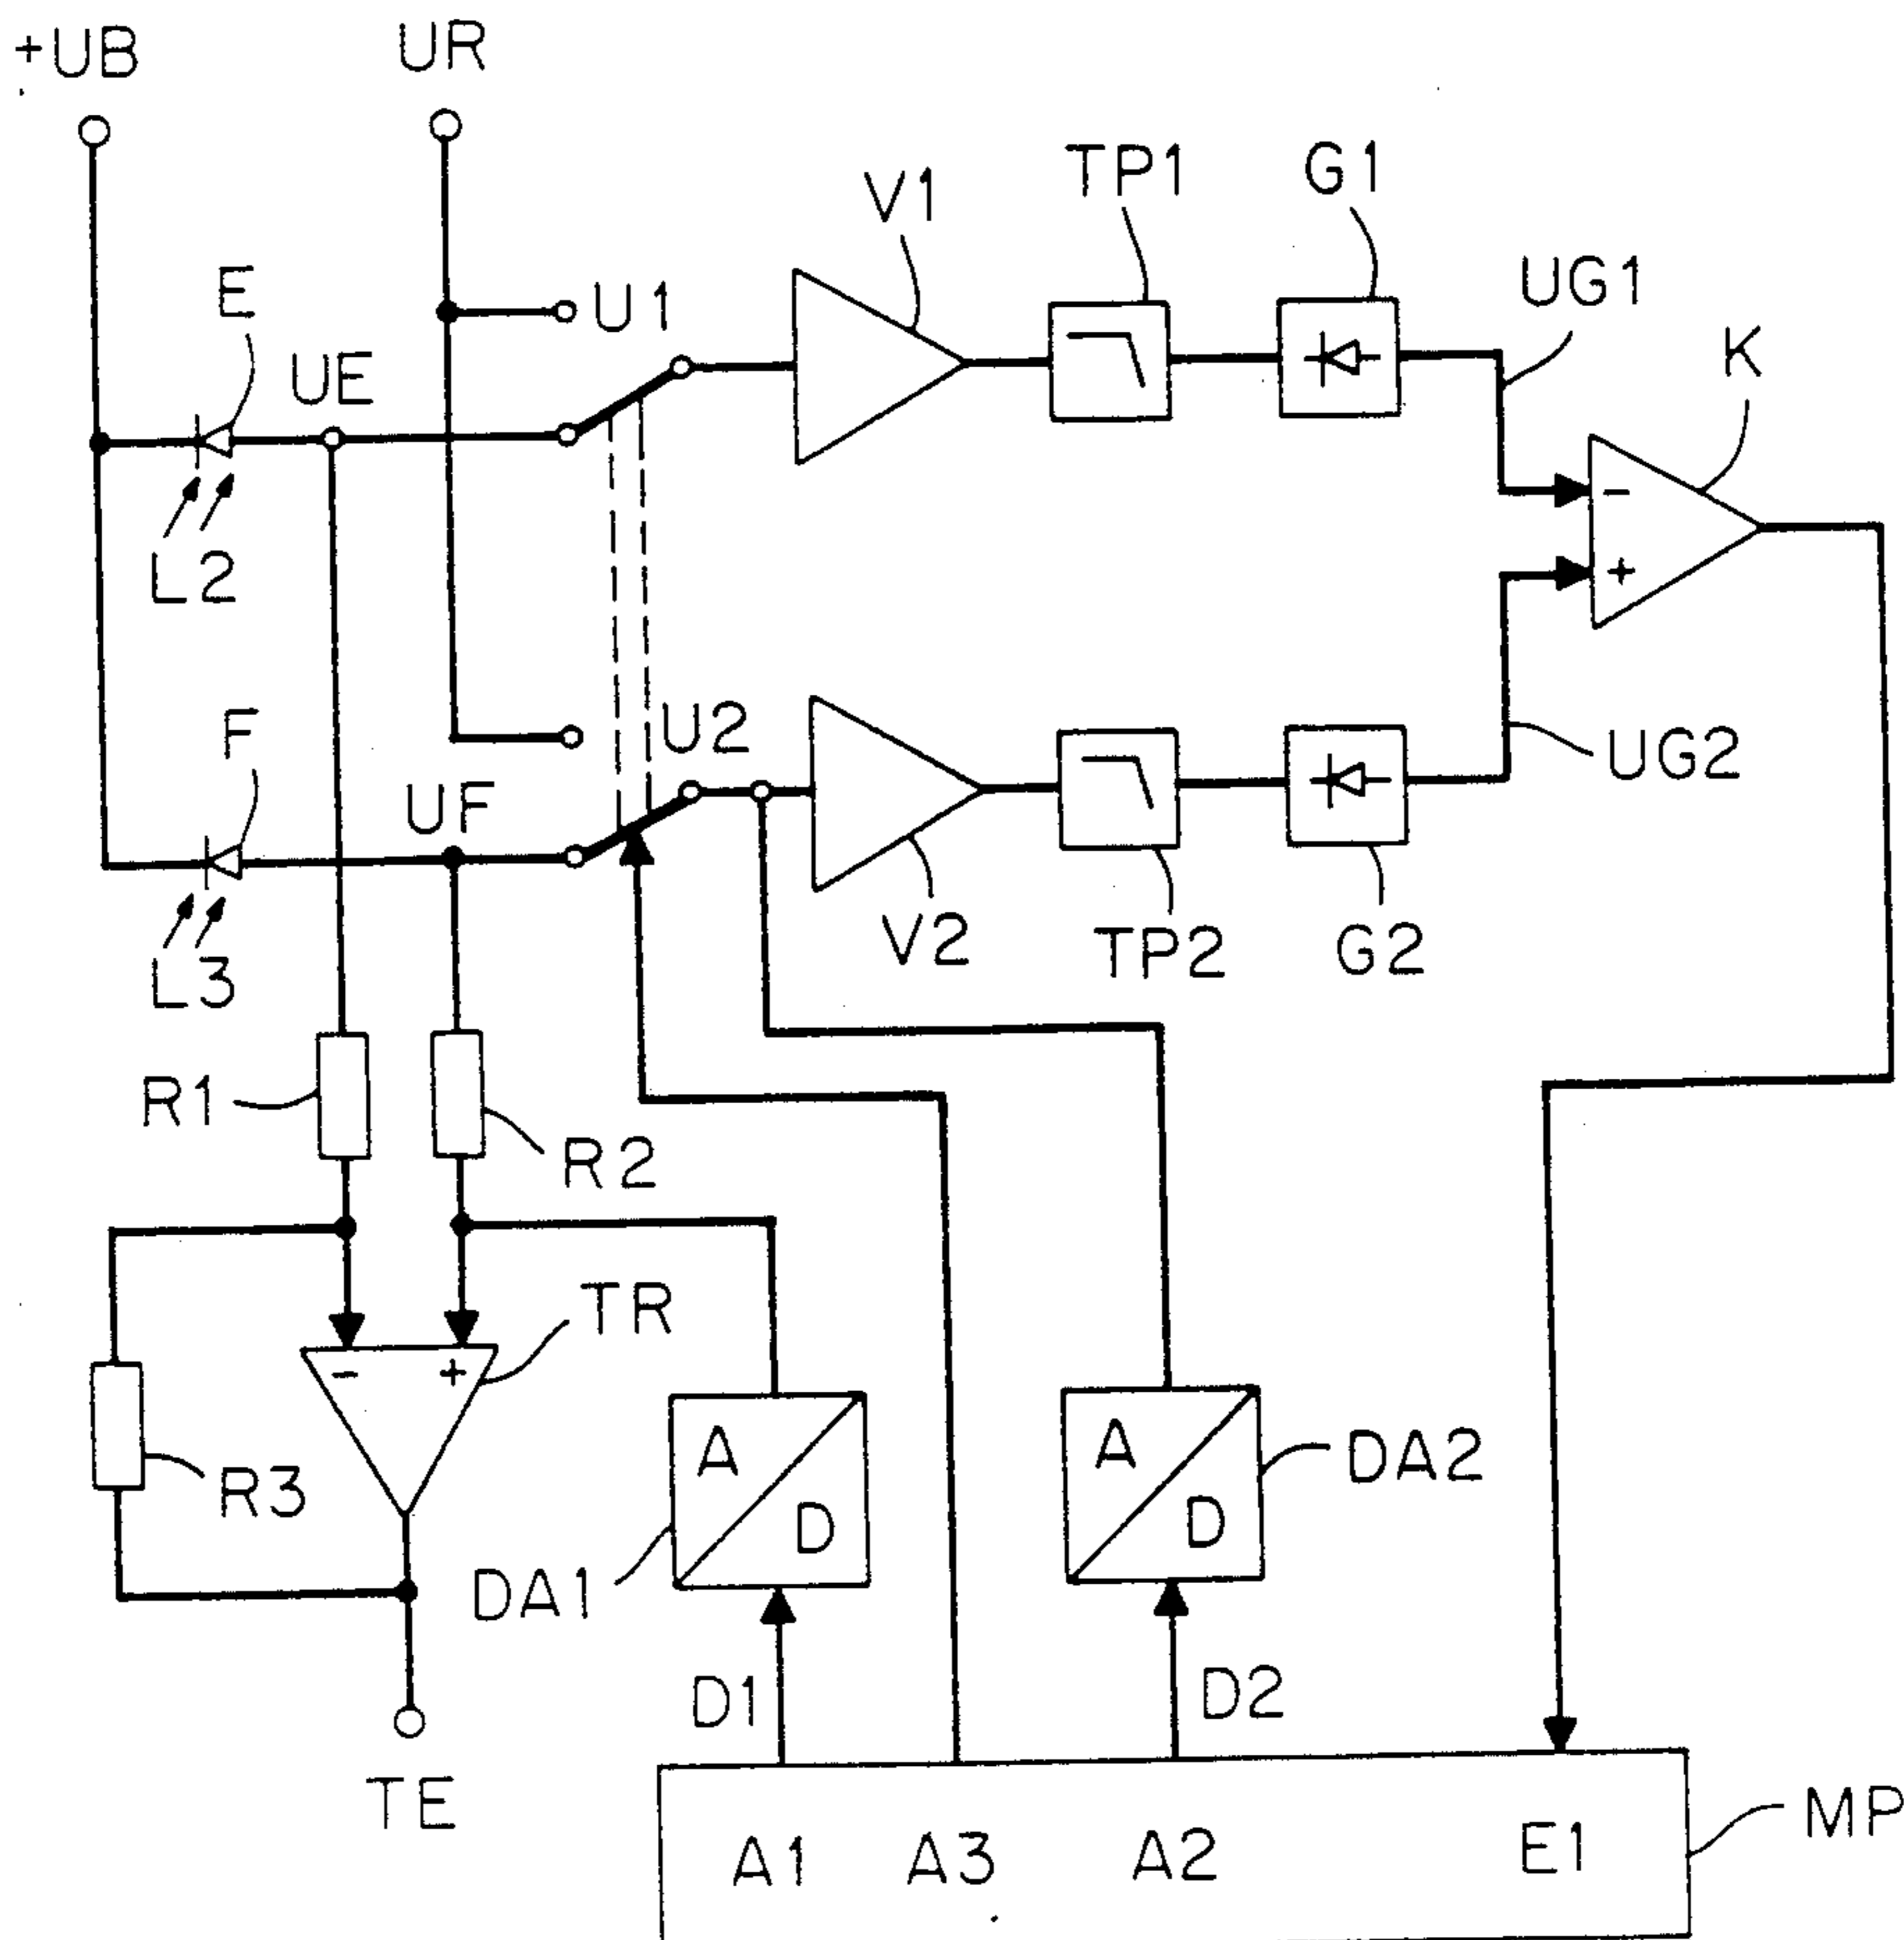 +UB
UR
TP1
G1
V1
UG1
E
U1
UE
K
-
L2
+
F
U2
UF
UG2
V2
TP2
G2
L3
R1
R2
TR
-
+
A
D
A
D
DA2
R3
DA1
D1
D2
TE
MP
A1
A3
A2
E1